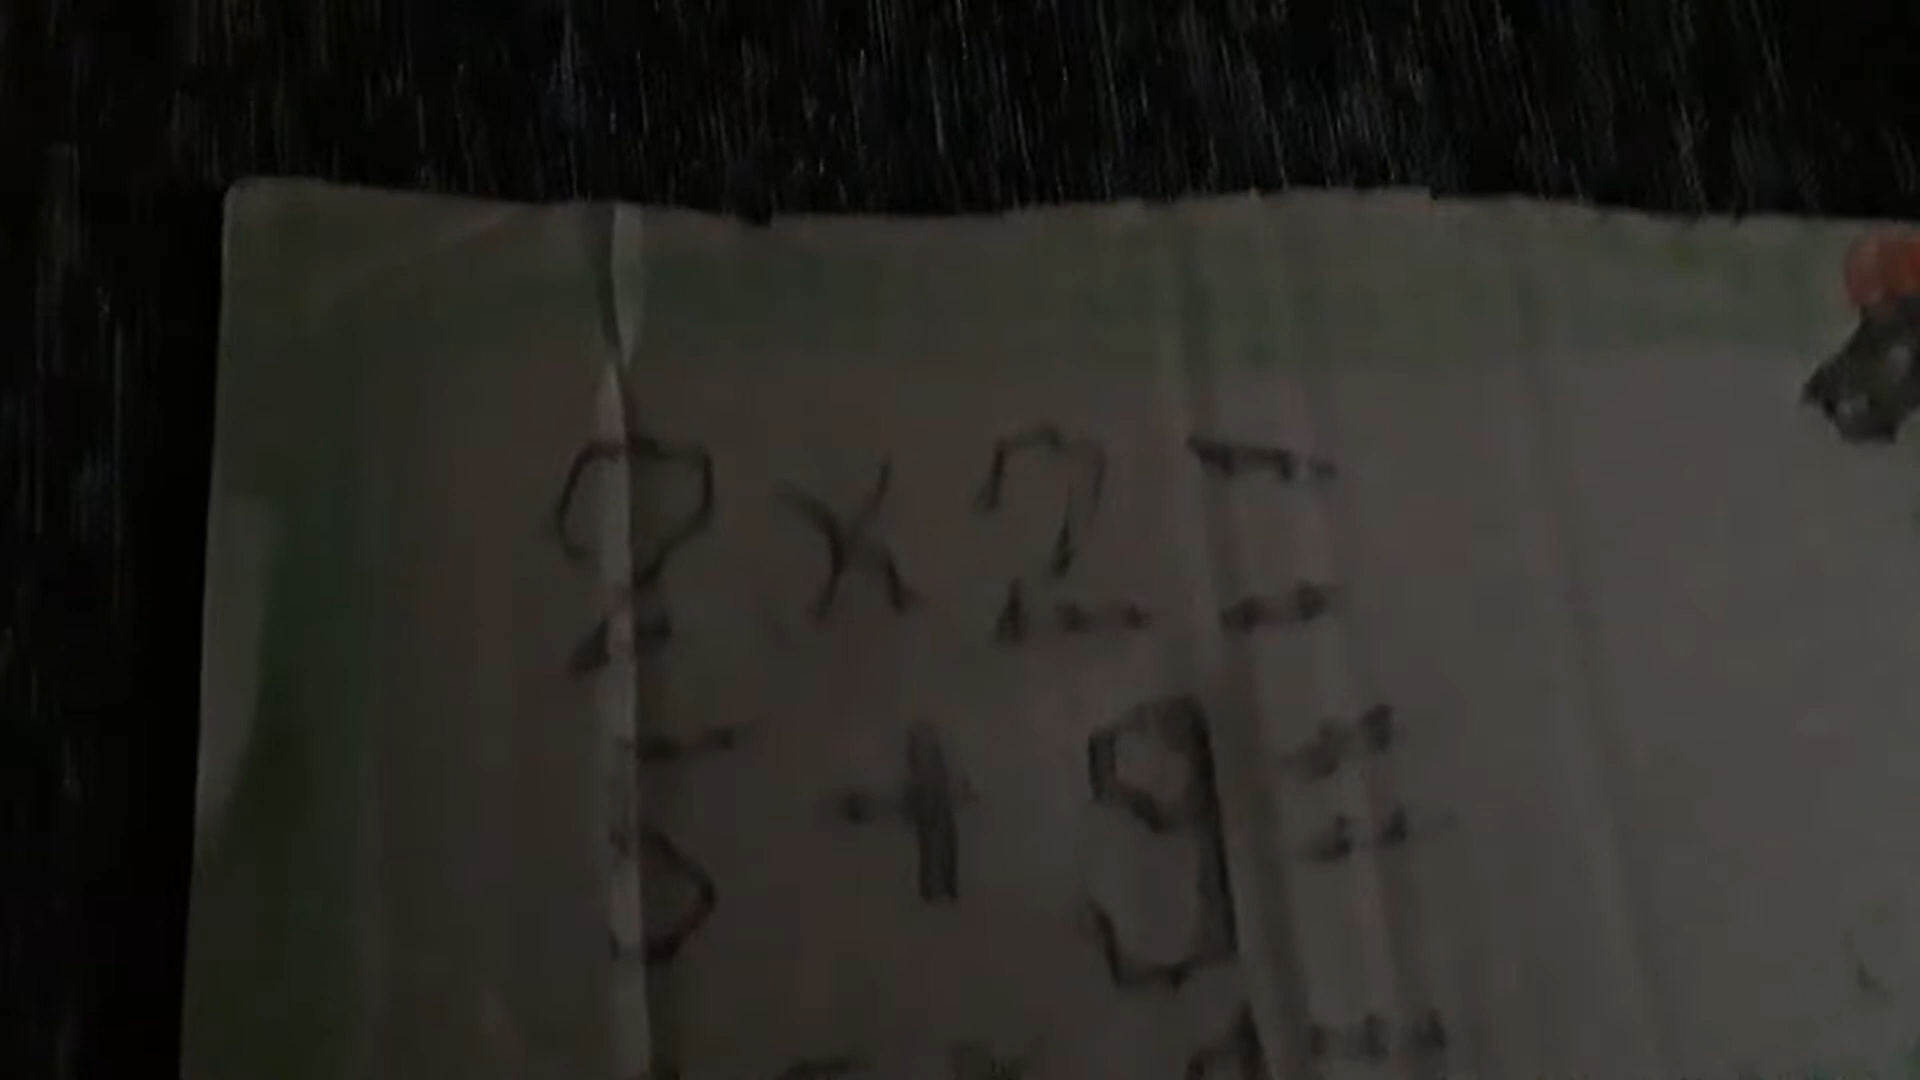 2 x 2 =
5 + 9 =